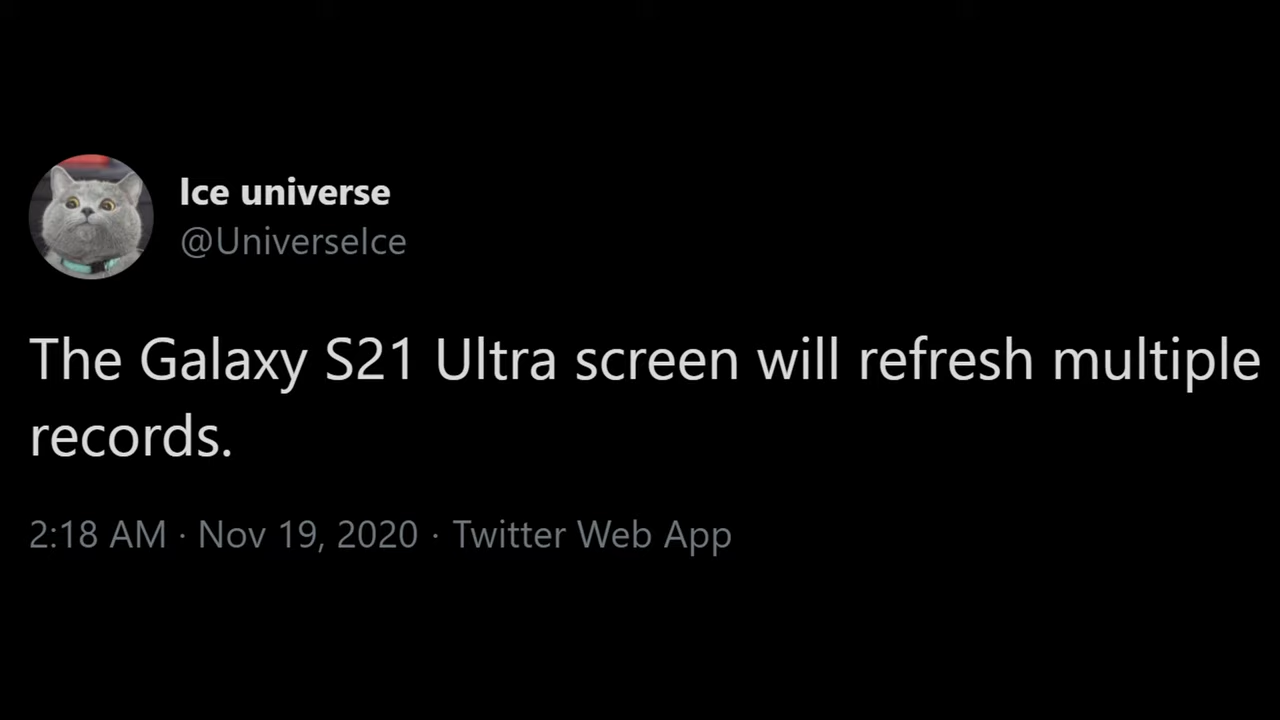 Ice universe
@UniverseIce
The Galaxy S21 Ultra screen will refresh multiple
records.
2:18 AM · Nov 19, 2020 · Twitter Web App